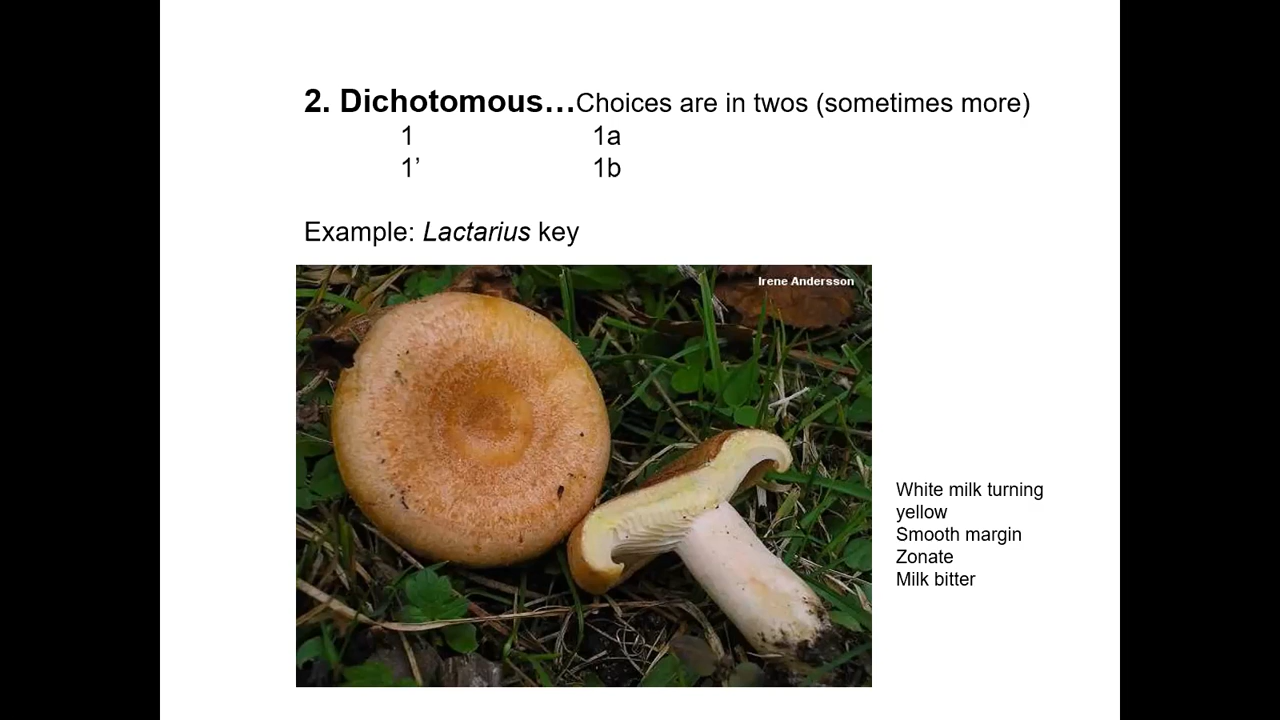 2. Dichotomous…Choices are in twos (sometimes more)
1 1a
1’ 1b
Example: Lactarius key
Irene Andersson
White milk turning
yellow
Smooth margin
Zonate
Milk bitter